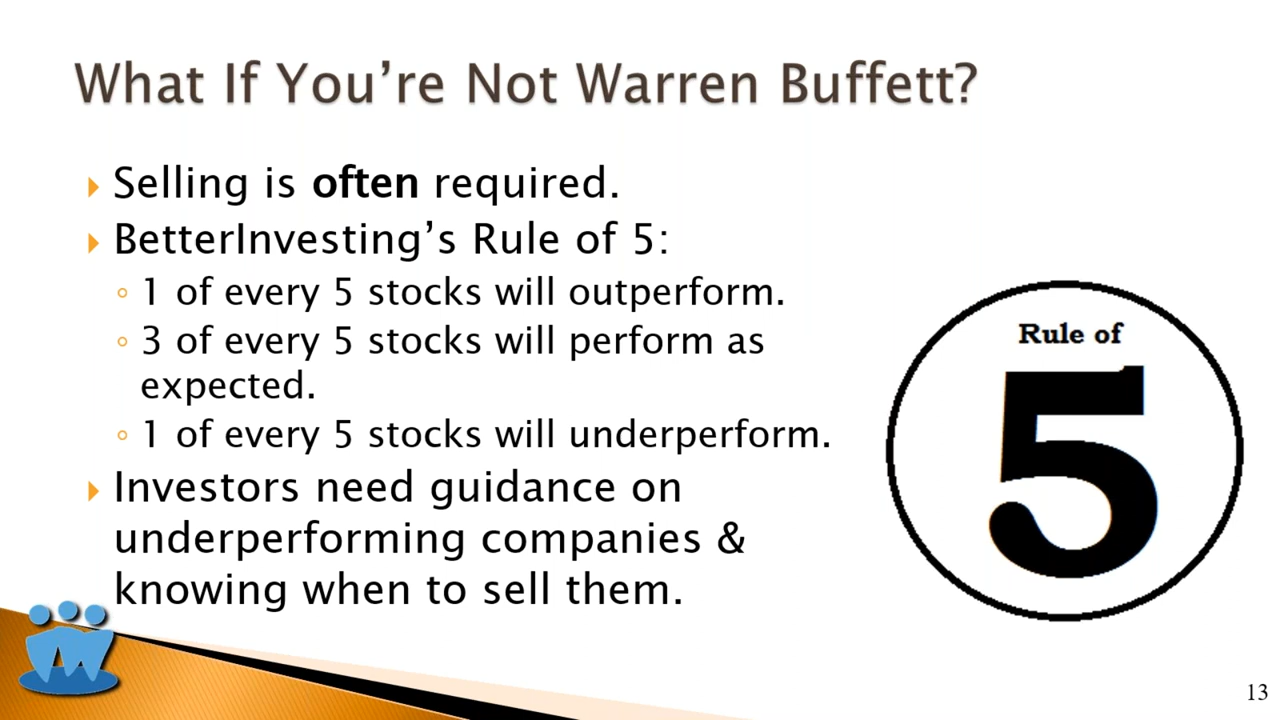 What If You’re Not Warren Buffett?
Selling is often required.
BetterInvesting’s Rule of 5:
1 of every 5 stocks will outperform.
3 of every 5 stocks will perform as
expected.
1 of every 5 stocks will underperform.
Investors need guidance on
underperforming companies &
knowing when to sell them.
Rule of
5
13